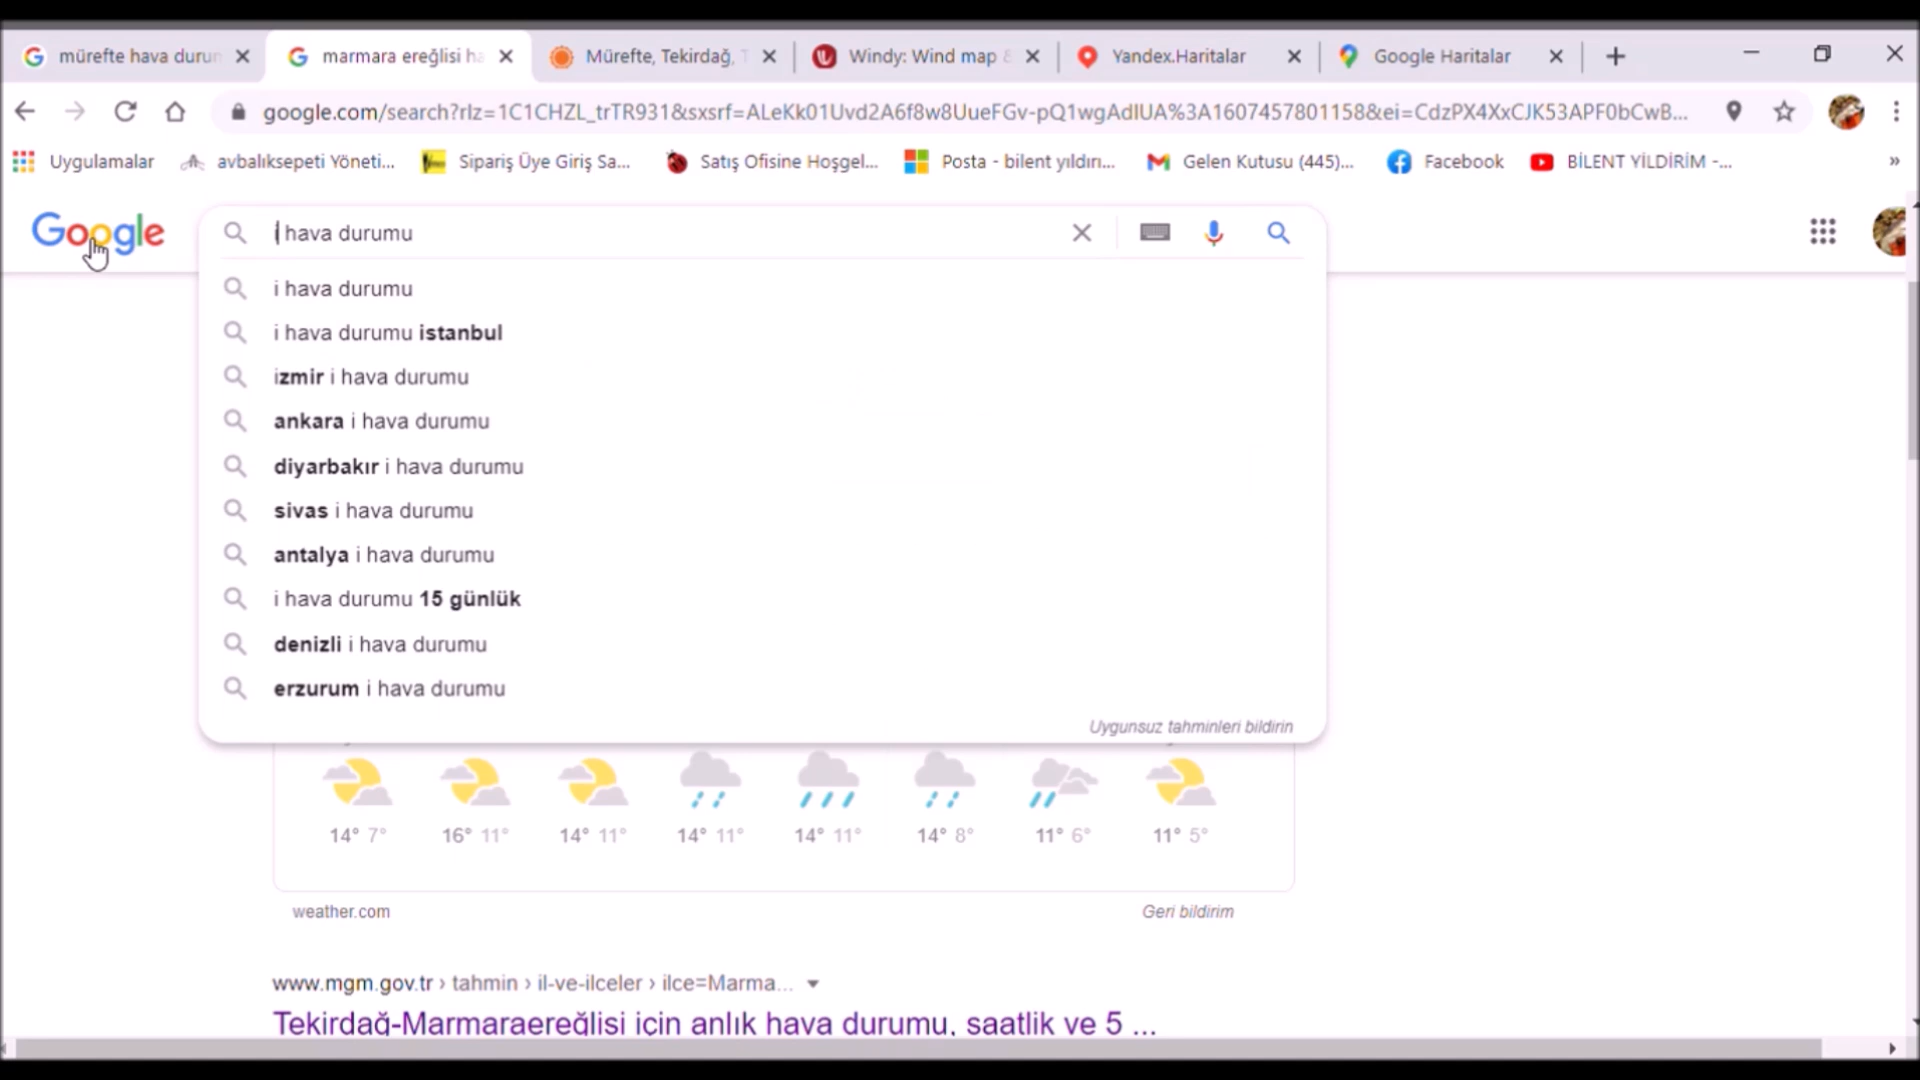 mürefte hava durun
marmara ereğlisi ha
Mürefte, Tekirdağ, T
Windy: Wind map &
Yandex.Haritalar
Google Haritalar
google.com/search?rlz=1C1CHZL_trTR931&sxsrf=ALeKk01Uvd2A6f8w8UueFGv-pQ1wgAdIUA%3A1607457801158&ei=CdzPX4XxCJK53APF0bCwB...
Uygulamalar
avbalıksepeti Yöneti...
Sipariş Üye Giriş Sa...
Satış Ofisine Hoşgel...
Posta - bilent yıldırı...
Gelen Kutusu (445)...
Facebook
BİLENT YİLDİRİM -...
Google
i hava durumu
i hava durumu
i hava durumu istanbul
izmir i hava durumu
ankara i hava durumu
diyarbakır i hava durumu
sivas i hava durumu
antalya i hava durumu
i hava durumu 15 günlük
denizli i hava durumu
erzurum i hava durumu
Uygunsuz tahminleri bildirin
14° 7° 16° 11° 14° 11° 14° 11° 14° 11° 14° 8° 11° 6° 11° 5°
weather.com
Geri bildirim
www.mgm.gov.tr › tahmin › il-ve-ilceler › ilce=Marma...
Tekirdağ-Marmaraereğlisi için anlık hava durumu, saatlik ve 5 ...